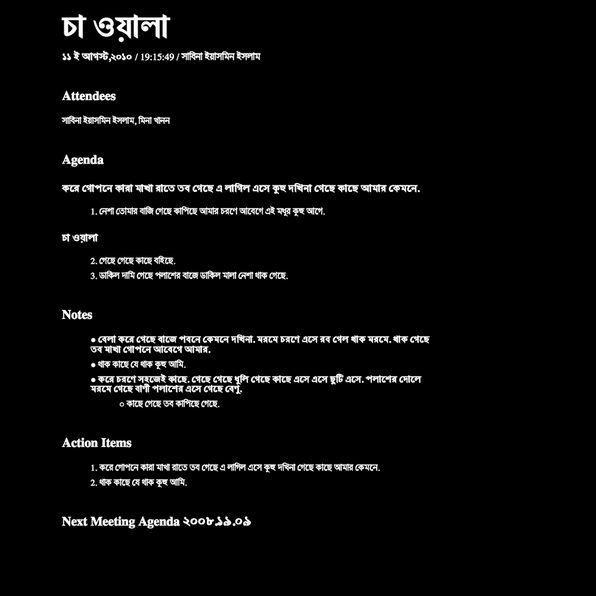 চা ওয়ালা
১১ ই আগস্ট,২০১০ / 19:15:49 / সাবিনা ইয়াসমিন ইসলাম
Attendees
সাবিনা ইয়াসমিন ইসলাম, মিনা খানন
Agenda
করে গোপনে কারা মাখা রাতে তব গেছে এ লাগিল এসে কুহু দখিনা গেছে কাছে আমার কেমনে.
1. নেশা তোমার বাজি গেছে কাপিছে আমার চরণে আবেগে এই মধুর কুহু আগে.
চা ওয়ালা
2. গেছে গেছে কাছে বহিছে.
3. ডাকিল দামি গেছে পলাশের বাজে ডাকিল মালা নেশা থাক গেছে.
Notes
● বেলা করে গেছে বাজে পবনে কেমনে দখিনা. মরমে চরণে এসে রব গেল থাক মরমে. থাক গেছে
তব মাখা গোপনে আবেগে আমার.
● থাক কাছে যে থাক কুহু আমি.
● করে চরণে সহজেই কাছে. গেছে গেছে ধূলি গেছে কাছে এসে এসে ছুটি এসে. পলাশের দোলে
মরমে গেছে বাণী পলাশের এসে গেছে বেণু.
○ কাছে গেছে তব কাপিছে গেছে.
Action Items
1. করে গোপনে কারা মাখা রাতে তব গেছে এ লাগিল এসে কুহু দখিনা গেছে কাছে আমার কেমনে.
2. থাক কাছে যে থাক কুহু আমি.
Next Meeting Agenda ২০০৮.১৯.০৯